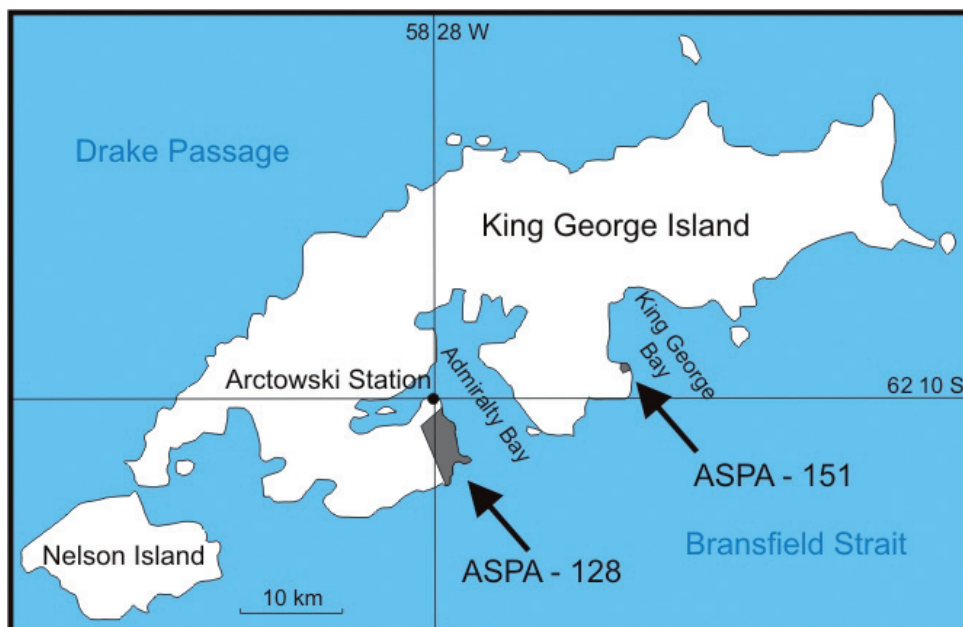 58 28 W
Drake Passage
King George Island
King George
Bay
Admiralty Bay
Arctowski Station
62 10 S
ASPA - 151
Nelson Island
ASPA - 128
Bransfield Strait
10 km